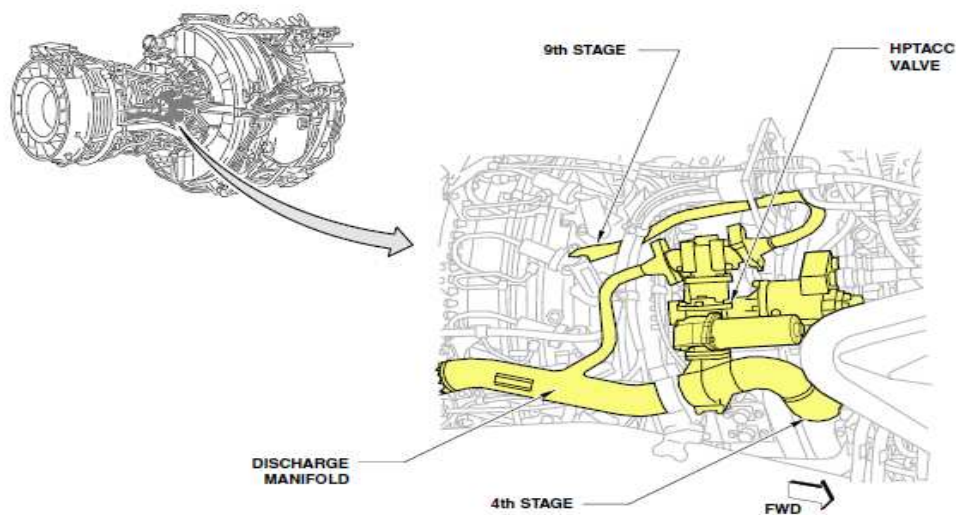 9th STAGE
HPTACC
VALVE
DISCHARGE
MANIFOLD
4th STAGE
FWD